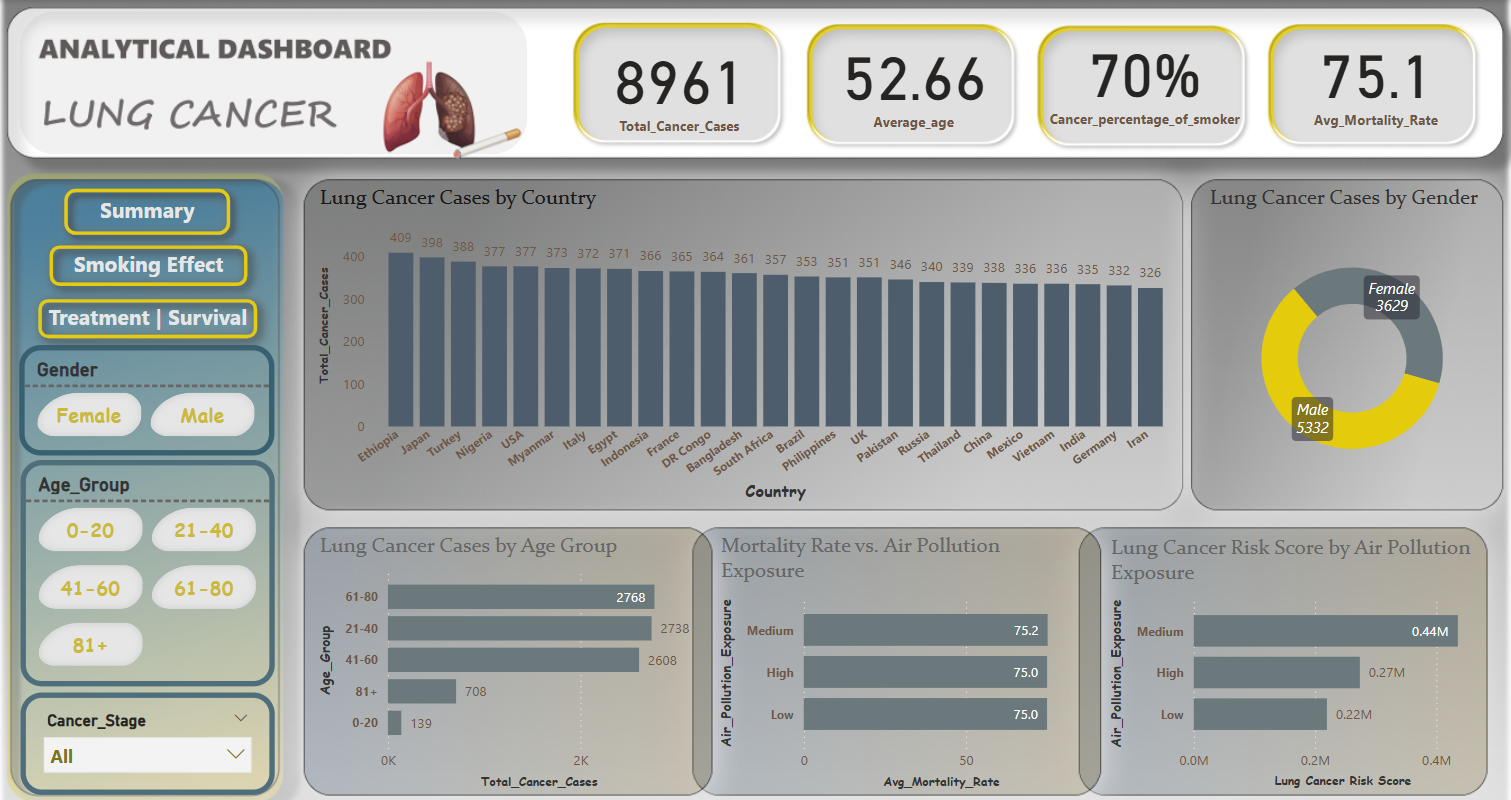 ANALYTICAL DASHBOARD
LUNG CANCER
8961
Total_Cancer_Cases
52.66
Average_age
70%
Cancer_percentage_of_smoker
75.1
Avg_Mortality_Rate
Summary
Smoking Effect
Treatment | Survival
Gender
Female Male
Age_Group
0-20 21-40
41-60 61-80
81+
Cancer_Stage
All
Lung Cancer Cases by Country
Total_Cancer_Cases
400
300
200
100
0
409 398 388 377 377 373 372 371 366 365 364 361 357 353 351 351 346 340 339 338 336 336 335 332 326
Ethiopia Japan Turkey Nigeria USA Myanmar Italy Egypt Indonesia France DR Congo Bangladesh South Africa Brazil Philippines UK Pakistan Russia Thailand China Mexico Vietnam India Germany Iran
Country
Lung Cancer Cases by Gender
Female
3629
Male
5332
Lung Cancer Cases by Age Group
Age_Group
61-80 2768
21-40 2738
41-60 2608
81+ 708
0-20 139
0K 2K
Total_Cancer_Cases
Mortality Rate vs. Air Pollution
Exposure
Air_Pollution_Exposure
Medium 75.2
High 75.0
Low 75.0
0 50
Avg_Mortality_Rate
Lung Cancer Risk Score by Air Pollution
Exposure
Air_Pollution_Exposure
Medium 0.44M
High 0.27M
Low 0.22M
0.0M 0.2M 0.4M
Lung Cancer Risk Score